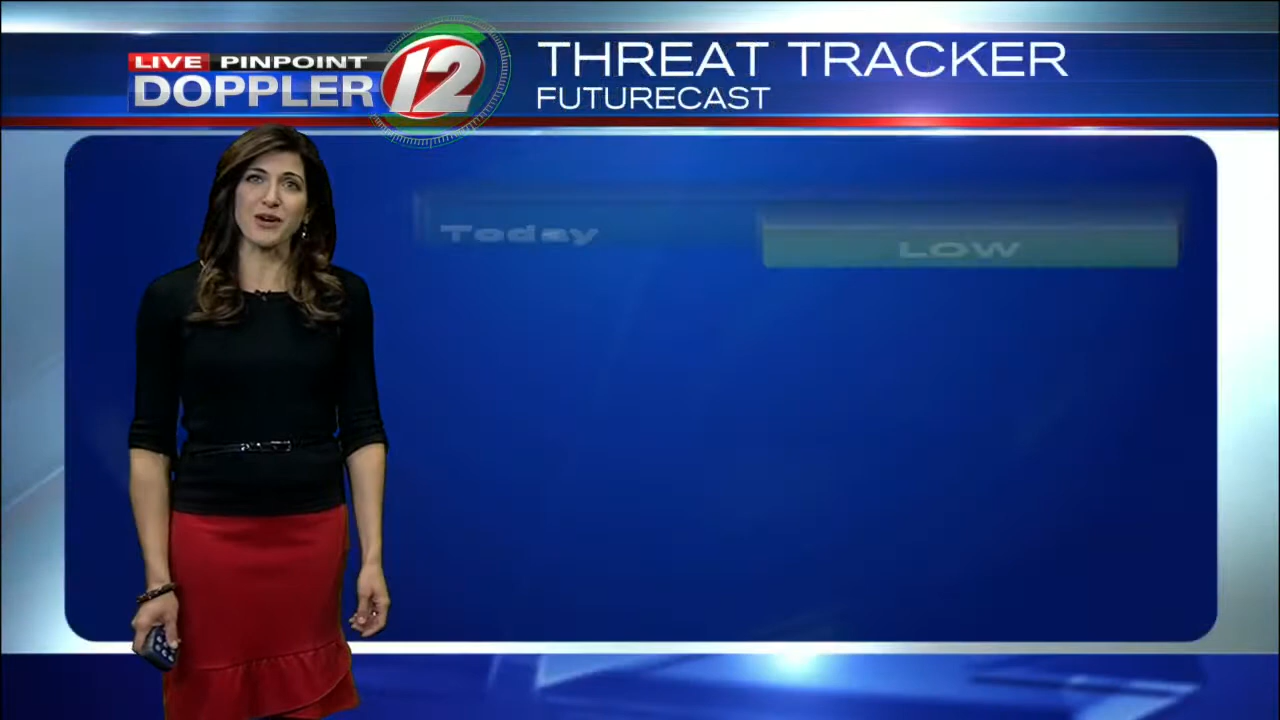 LIVE PINPOINT
DOPPLER 12
THREAT TRACKER
FUTURECAST
Today
LOW